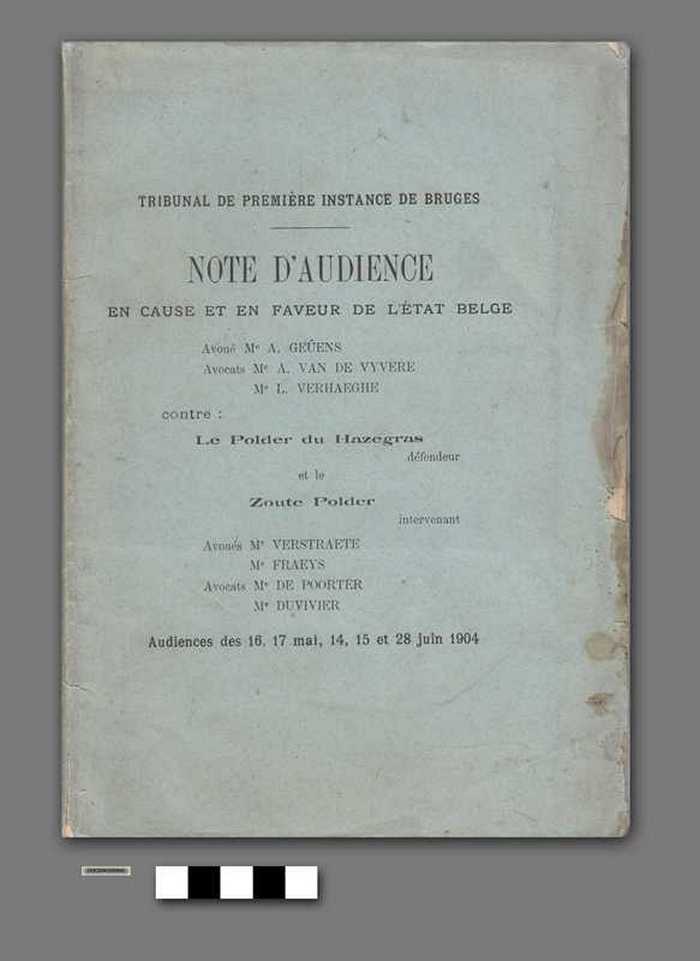 TRIBUNAL DE PREMIÈRE INSTANCE DE BRUGES
NOTE D'AUDIENCE
EN CAUSE ET EN FAVEUR DE L'ÉTAT BELGE
Avoué Me A. GEÛENS
Avocats Me A. VAN DE VYVERE
Me L. VERHAEGHE
contre :
Le Polder du Hazegras
défendeur
et le
Zoute Polder
intervenant
Avoués Me VERSTRAETE
Me FRAEYS
Avocats Me DE POORTER
Me DUVIVIER
Audiences des 16, 17 mai, 14, 15 et 28 juin 1904